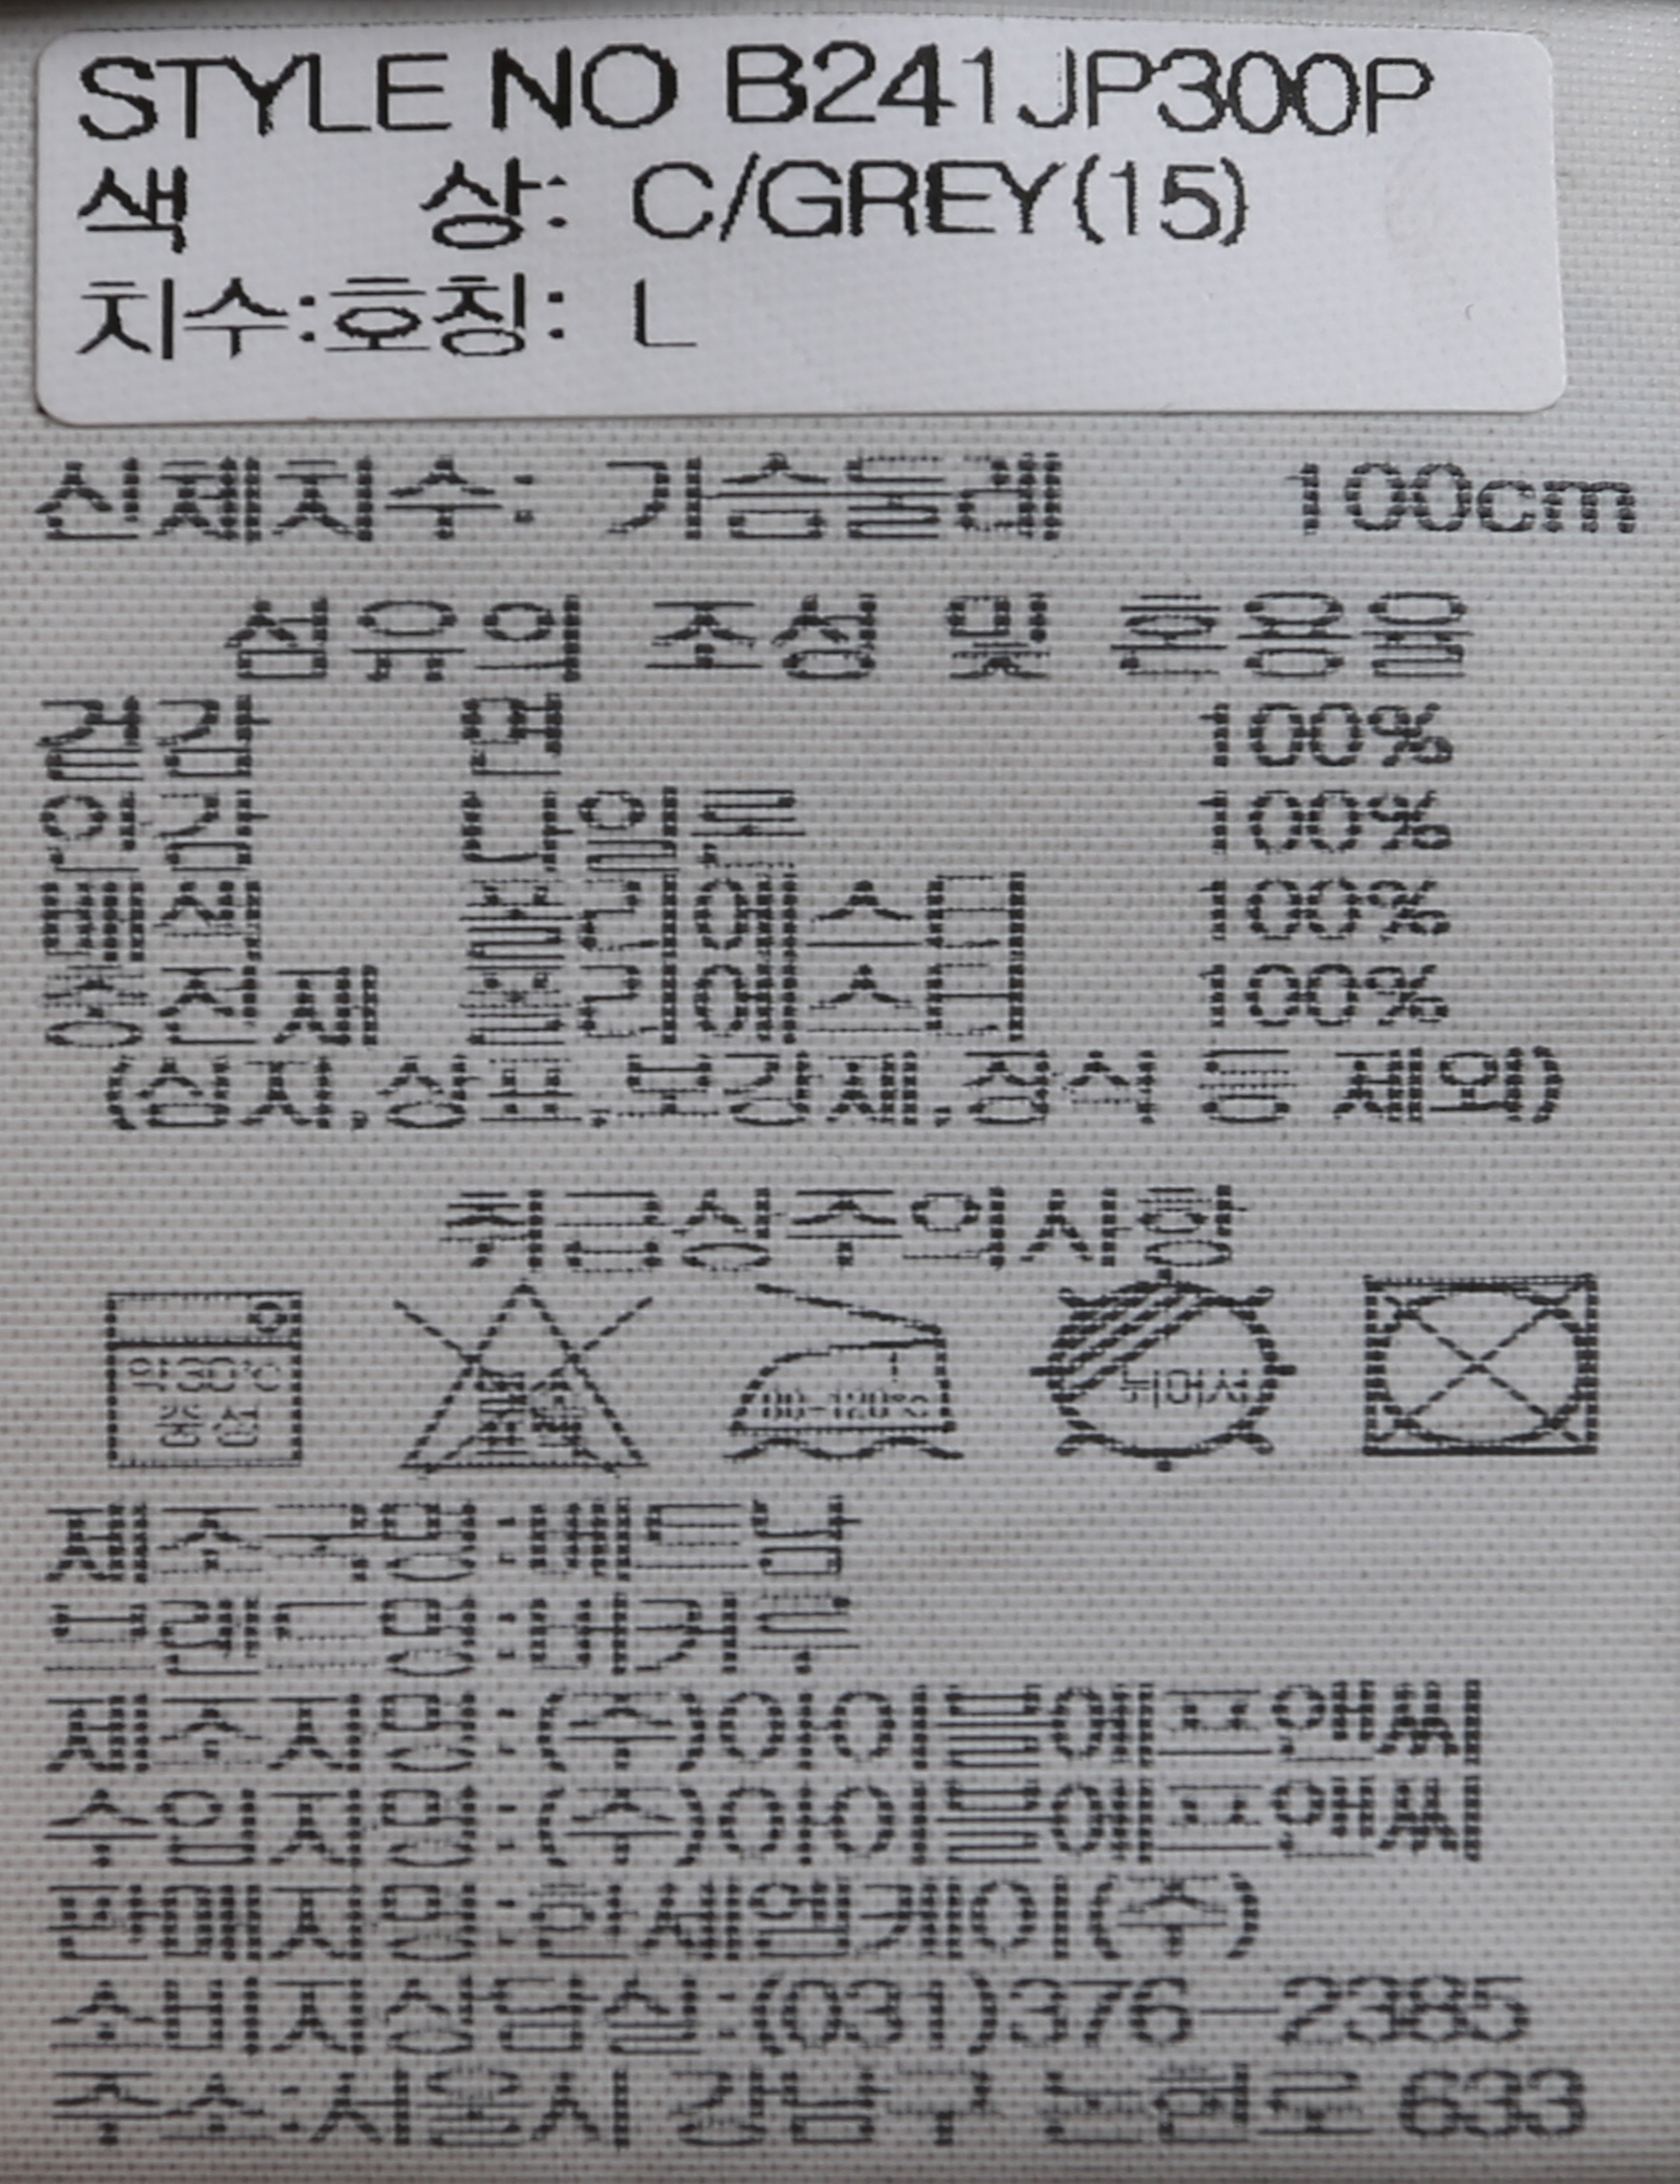 STYLE NO B241JP300P
색 상: C/GREY(15)
치수:호칭: L
신체치수: 가슴둘레 100cm
섬유의 조성 및 혼용율
겉감 면 100%
안감 나일론 100%
배색 폴리에스터 100%
충전재 폴리에스터 100%
(심지,상표,보강제,장식 등 제외)
취급상주의사항
약30℃
중성
80-120℃
뉘어서
제조국명:베트남
브랜드명:버커루
제조자명:(주)아이블에프앤씨
수입자명:(주)아이블에프앤씨
판매자명:한세엠케이(주)
소비자상담실:(031)376-2385
주소:서울시 강남구 논현로 633